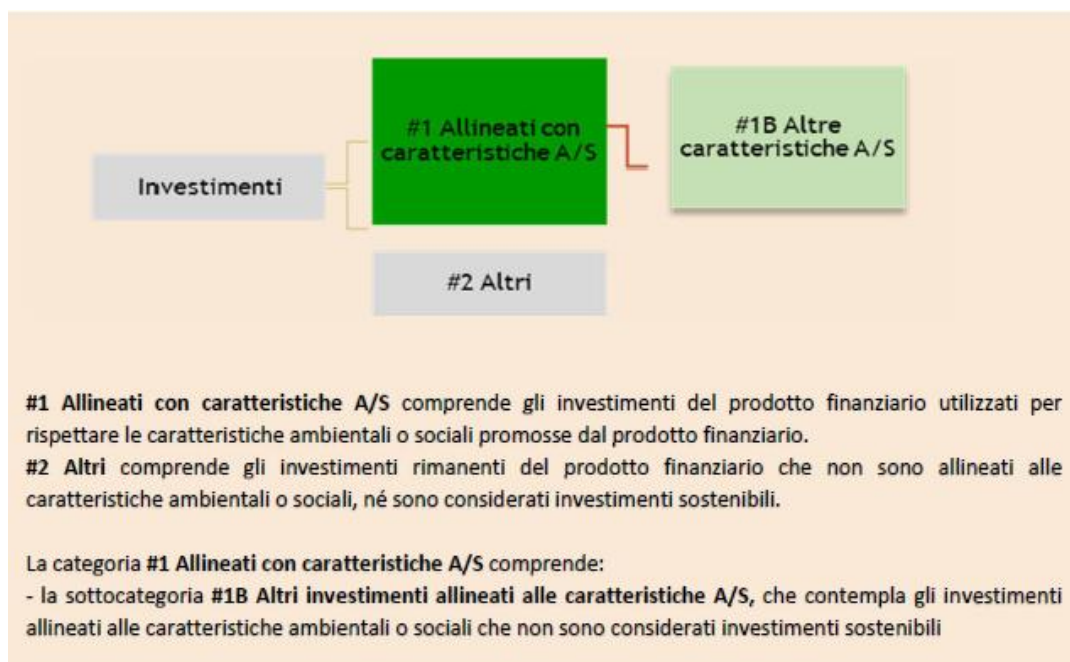 #1 Allineati con
caratteristiche A/S
#1B Altre
caratteristiche A/S
Investimenti
#2 Altri
#1 Allineati con caratteristiche A/S comprende gli investimenti del prodotto finanziario utilizzati per
rispettare le caratteristiche ambientali o sociali promosse dal prodotto finanziario.
#2 Altri comprende gli investimenti rimanenti del prodotto finanziario che non sono allineati alle
caratteristiche ambientali o sociali, né sono considerati investimenti sostenibili.
La categoria #1 Allineati con caratteristiche A/S comprende:
- la sottocategoria #1B Altri investimenti allineati alle caratteristiche A/S, che contempla gli investimenti
allineati alle caratteristiche ambientali o sociali che non sono considerati investimenti sostenibili